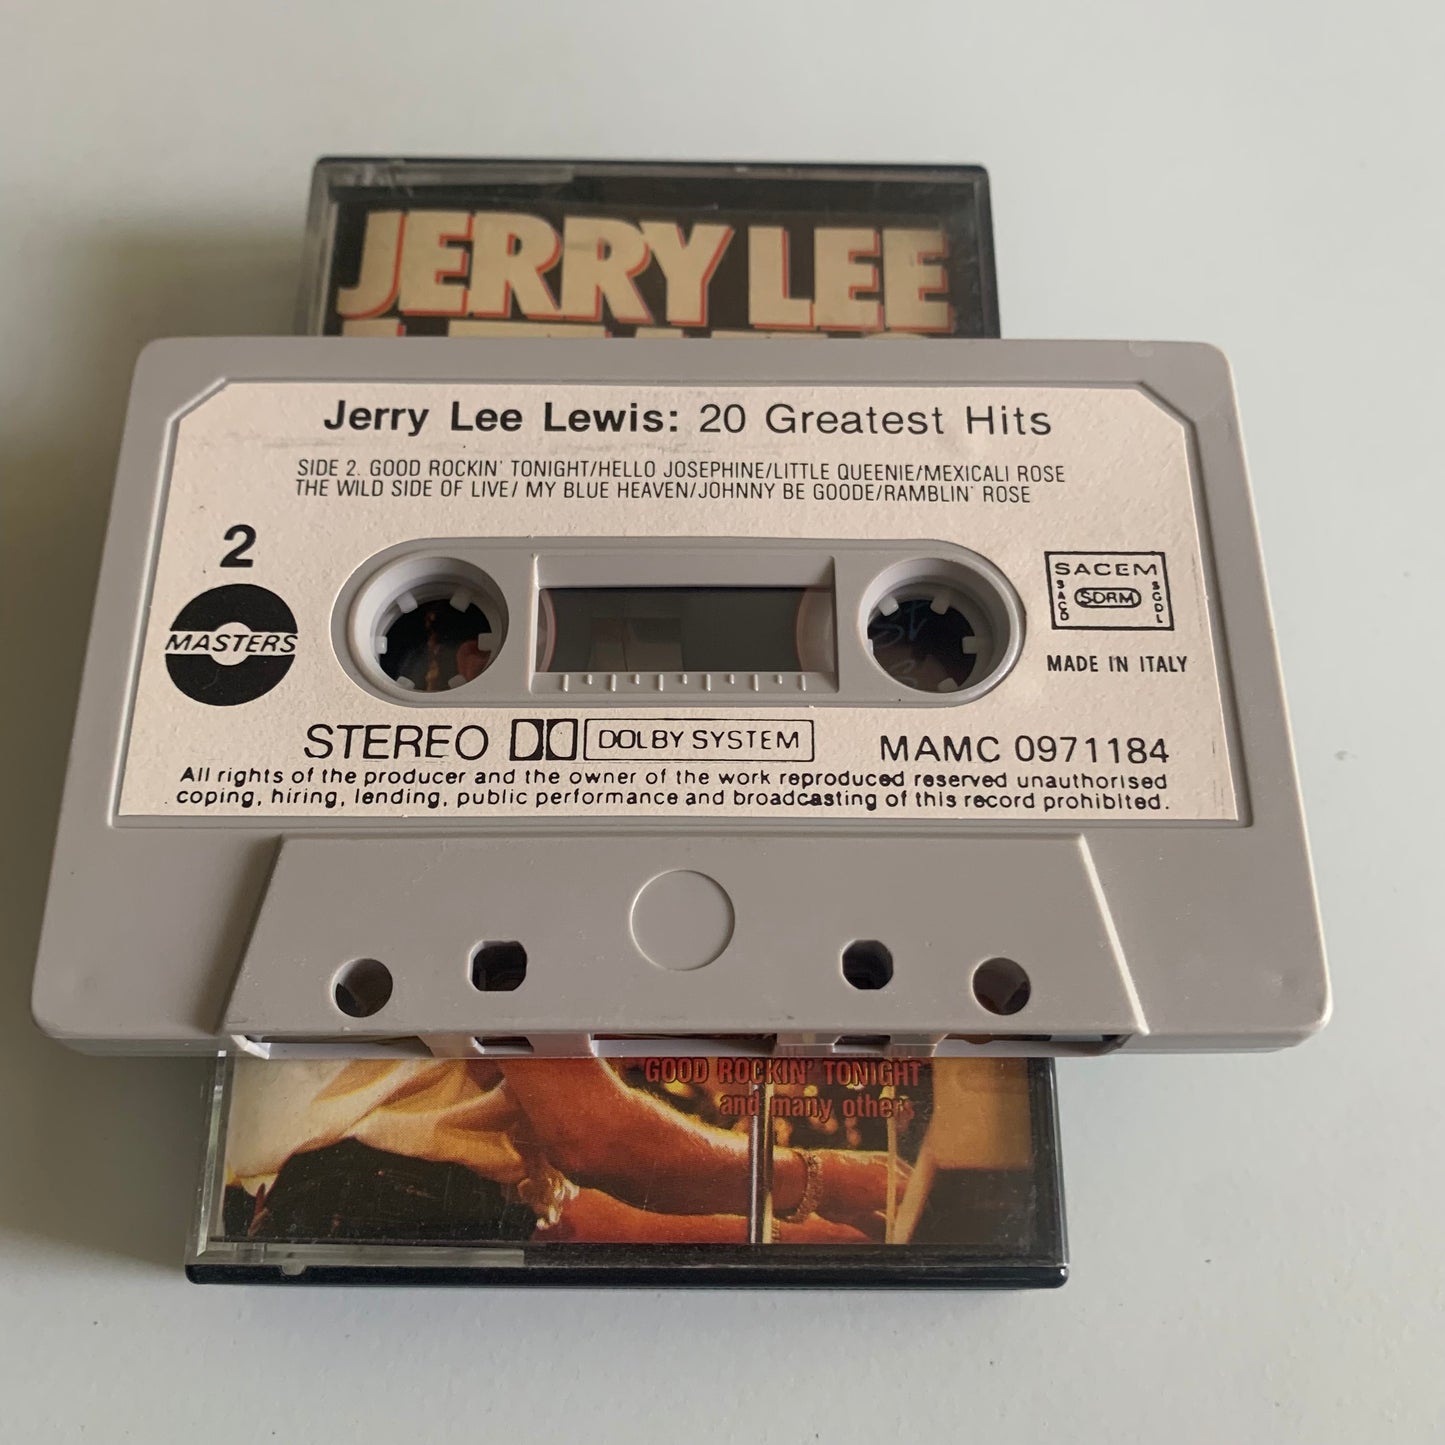 JERRY LEE
Jerry Lee Lewis: 20 Greatest Hits
SIDE 2. GOOD ROCKIN' TONIGHT/HELLO JOSEPHINE/LITTLE QUEENIE/MEXICALI ROSE
THE WILD SIDE OF LIVE/ MY BLUE HEAVEN/JOHNNY BE GOODE/RAMBLIN' ROSE
2
MASTERS
SACEM
SACD
SDRM
SGDL
MADE IN ITALY
STEREO DOLBY SYSTEM
MAMC 0971184
All rights of the producer and the owner of the work reproduced reserved unauthorised
coping, hiring, lending, public performance and broadcasting of this record prohibited.
GOOD ROCKIN' TONIGHT
and many others